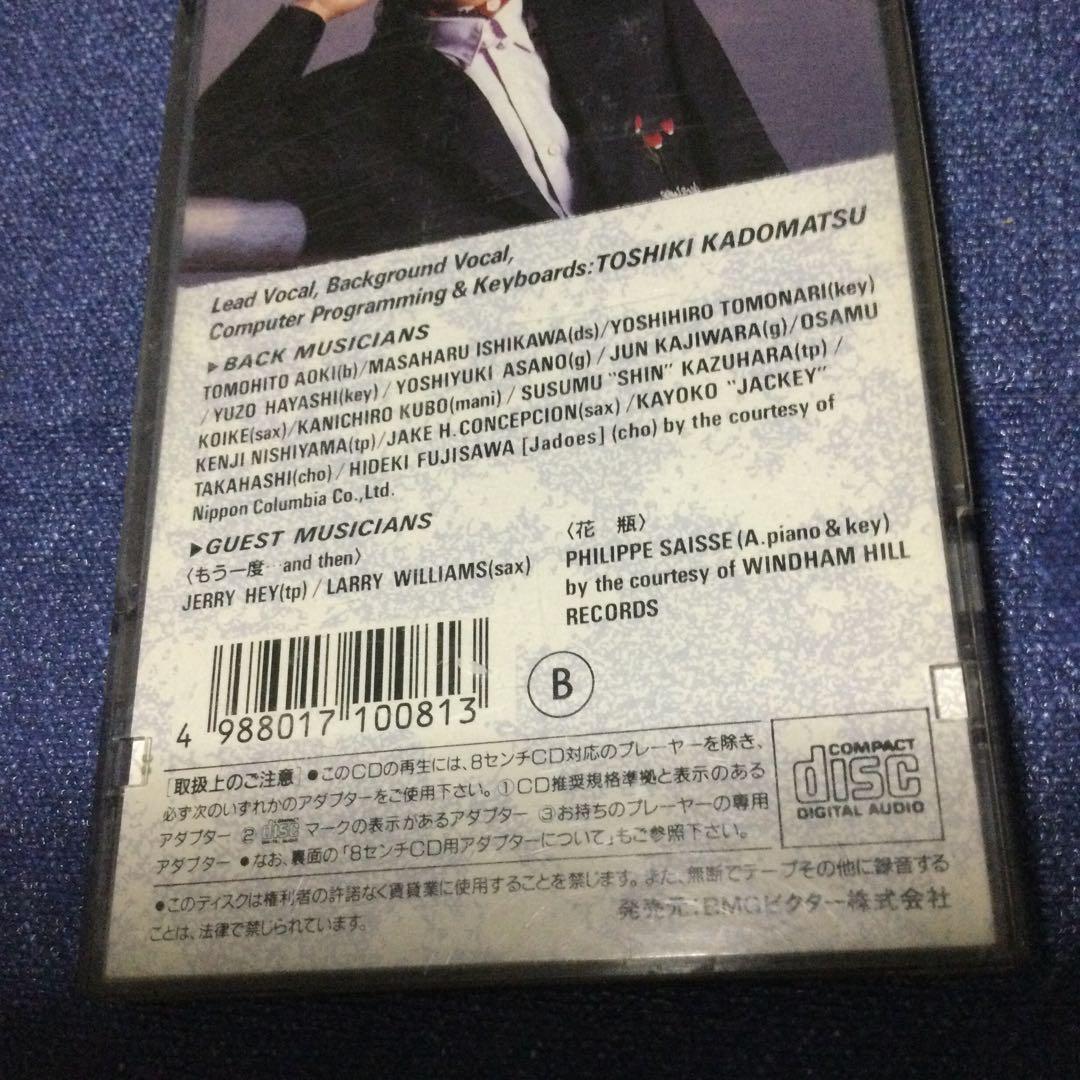 Lead Vocal, Background Vocal,
Computer Programming & Keyboards:TOSHIKI KADOMATSU
▶BACK MUSICIANS
TOMOHITO AOKI(b)/MASAHARU ISHIKAWA(ds)/YOSHIHIRO TOMONARI(key)
/YUZO HAYASHI(key)/YOSHIYUKI ASANO(g)/JUN KAJIWARA(g)/OSAMU
KOIKE(sax)/KANICHIRO KUBO(mani)/SUSUMU "SHIN" KAZUHARA(tp)/
KENJI NISHIYAMA(tp)/JAKE H.CONCEPCION(sax)/KAYOKO "JACKEY"
TAKAHASHI(cho)/HIDEKI FUJISAWA [Jadoes] (cho) by the courtesy of
Nippon Columbia Co.,Ltd.
▶GUEST MUSICIANS
〈もう一度…and then〉
JERRY HEY(tp)/LARRY WILLIAMS(sax)
〈花 瓶〉
PHILIPPE SAISSE (A.piano & key)
by the courtesy of WINDHAM HILL
RECORDS
4 988017 100813
B
[取扱上のご注意]●このCDの再生には、8センチCD対応のプレーヤーを除き、
必ず次のいずれかのアダプターをご使用下さい。①CD推奨規格準拠と表示のある
アダプター ② disc マークの表示があるアダプター ③お持ちのプレーヤーの専用
アダプター ●なお、裏面の「8センチCD用アダプターについて」もご参照下さい。
COMPACT
disc
DIGITAL AUDIO
●このディスクは権利者の許諾なく賃貸業に使用することを禁じます。また、無断でテープその他に録音する
ことは、法律で禁じられています。
発売元:BMGビクター株式会社